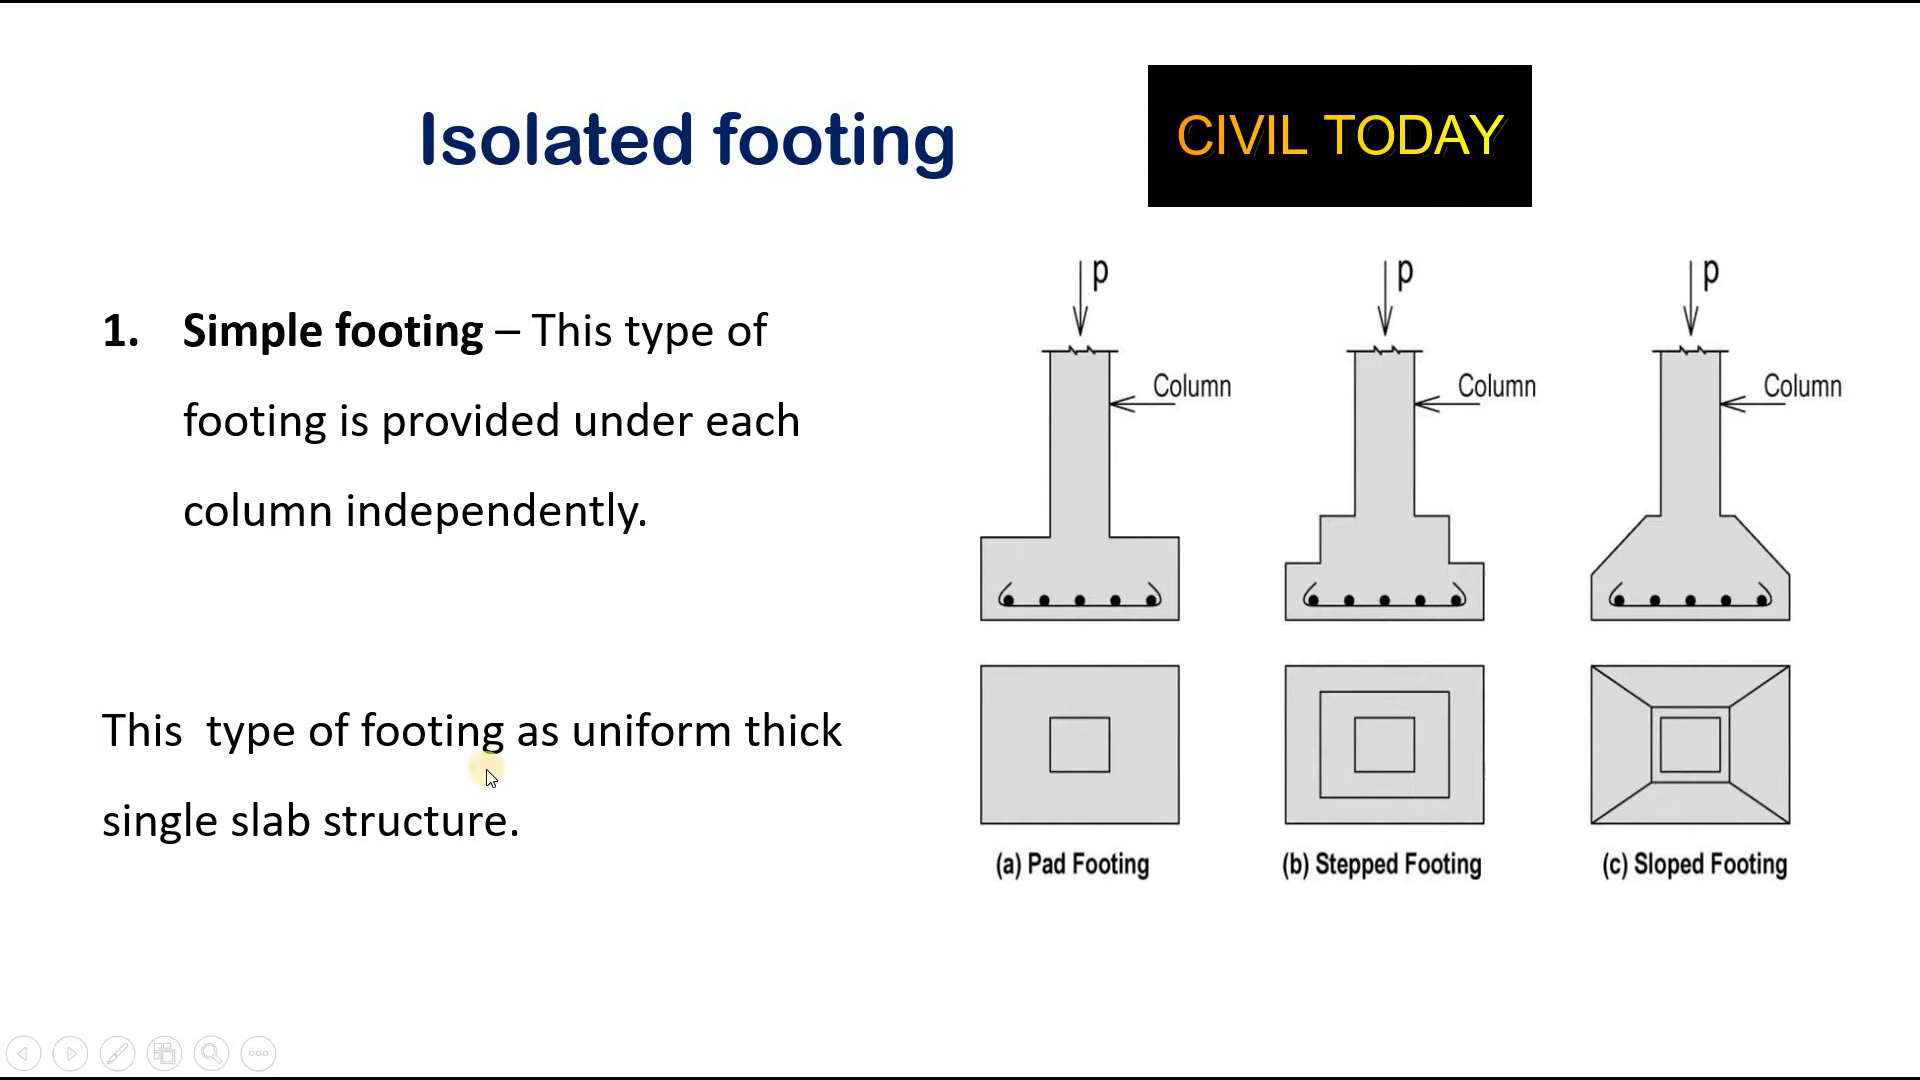 Isolated footing
CIVIL TODAY
1. Simple footing – This type of
footing is provided under each
column independently.
This  type of footing as uniform thick
single slab structure.
p
p
p
Column
Column
Column
(a) Pad Footing
(b) Stepped Footing
(c) Sloped Footing